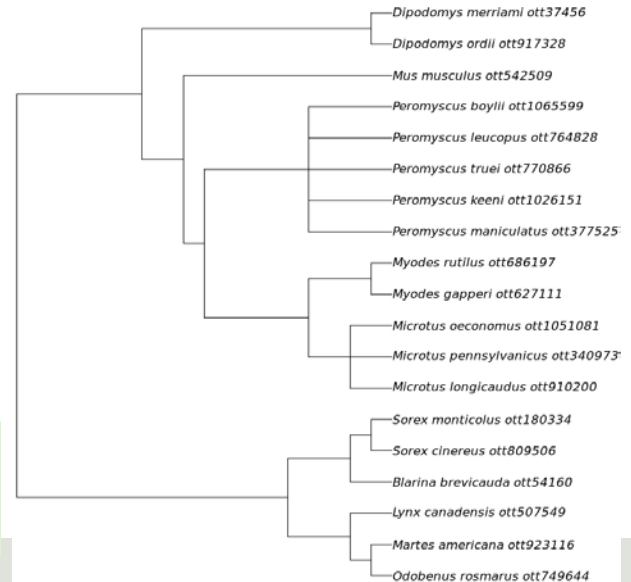 Dipodomys merriami ott37456
Dipodomys ordii ott917328
Mus musculus ott542509
Peromyscus boylii ott1065599
Peromyscus leucopus ott764828
Peromyscus truei ott770866
Peromyscus keeni ott1026151
Peromyscus maniculatus ott377525
Myodes rutilus ott686197
Myodes gapperi ott627111
Microtus oeconomus ott1051081
Microtus pennsylvanicus ott340973
Microtus longicaudus ott910200
Sorex monticolus ott180334
Sorex cinereus ott809506
Blarina brevicauda ott54160
Lynx canadensis ott507549
Martes americana ott923116
Odobenus rosmarus ott749644